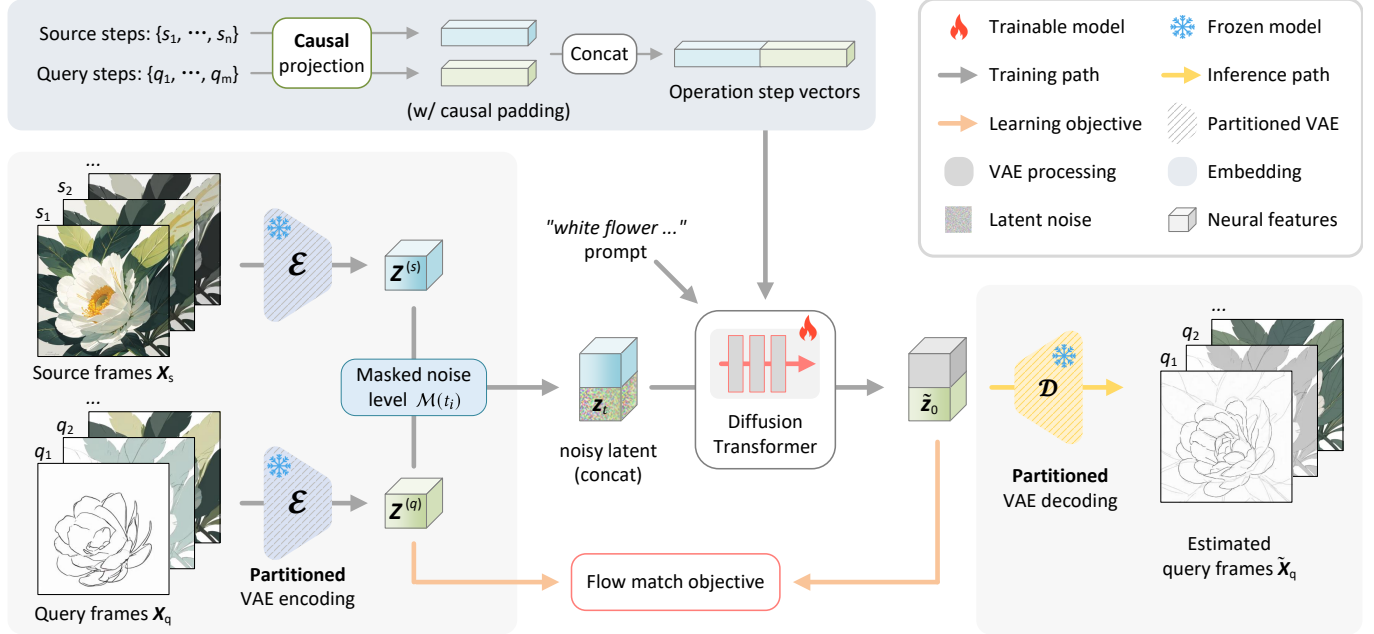 Source steps: {s₁, ⋯, sₙ}
Query steps: {q₁, ⋯, qₘ}
Causal
projection
(w/ causal padding)
Concat
Operation step vectors
Trainable model
Frozen model
Training path
Inference path
Learning objective
Partitioned VAE
VAE processing
Embedding
Latent noise
Neural features
...
s₂
s₁
Source frames Xₛ
ℰ
Z⁽ˢ⁾
Masked noise
level ℳ(tᵢ)
...
q₂
q₁
Query frames X_q
ℰ
Z⁽q⁾
Partitioned
VAE encoding
"white flower ..."
prompt
zₜ
noisy latent
(concat)
Diffusion
Transformer
z̃₀
Flow match objective
𝒟
Partitioned
VAE decoding
...
q₂
q₁
Estimated
query frames X̃_q